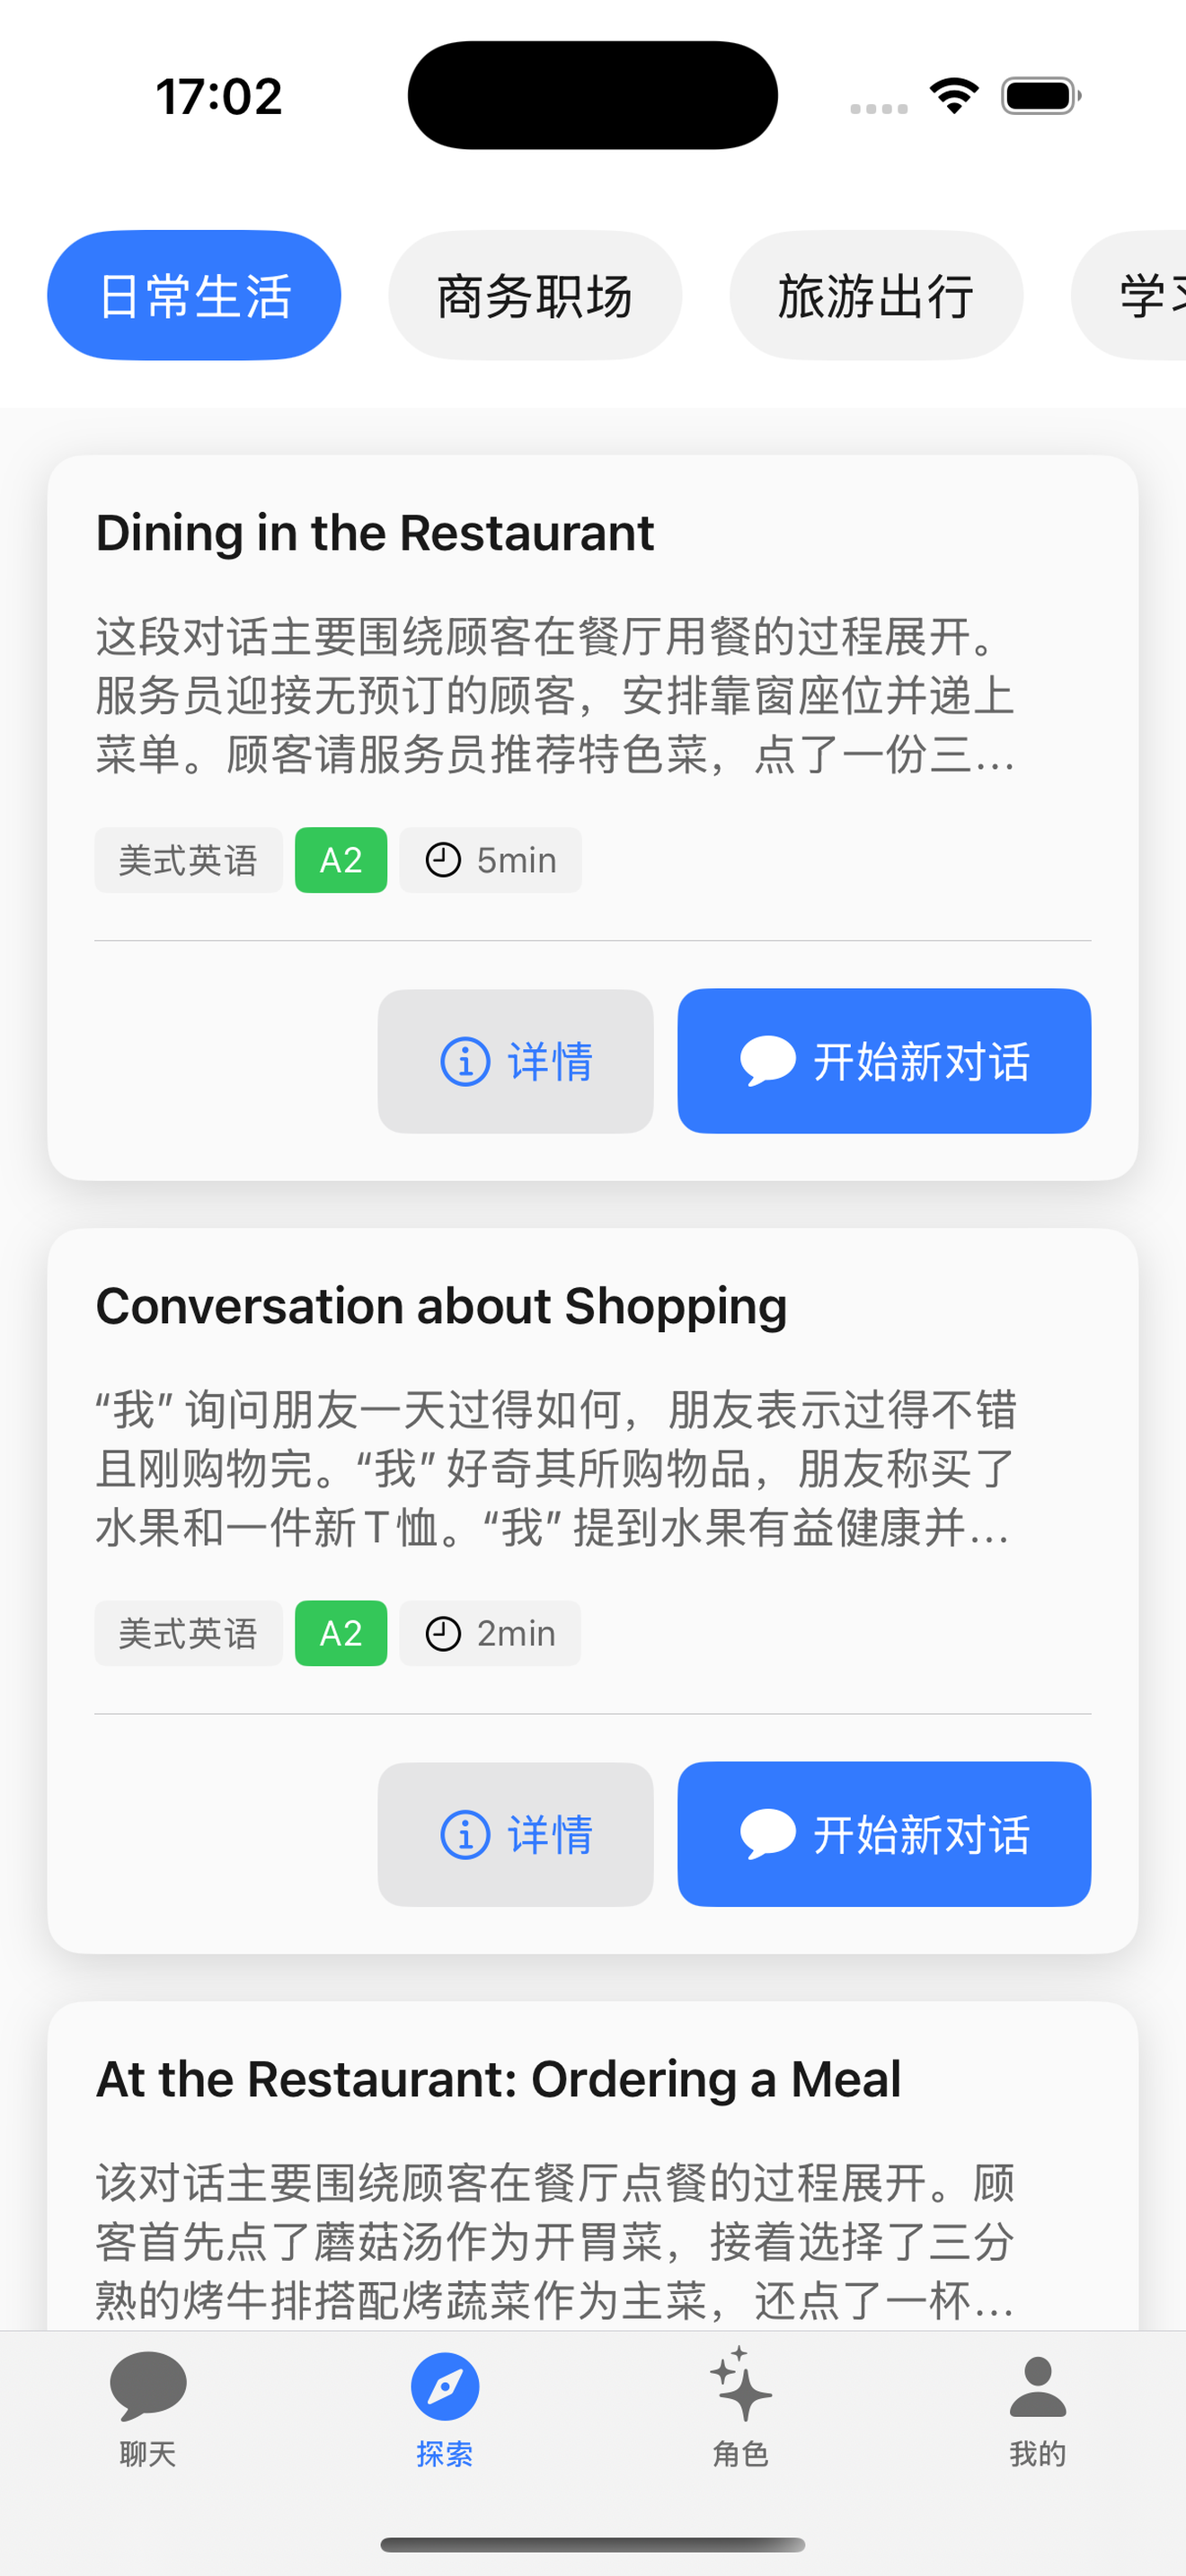 17:02
日常生活
商务职场
旅游出行
学习
Dining in the Restaurant
这段对话主要围绕顾客在餐厅用餐的过程展开。
服务员迎接无预订的顾客，安排靠窗座位并递上
菜单。顾客请服务员推荐特色菜，点了一份三...
美式英语
A2
5min
详情
开始新对话
Conversation about Shopping
“我” 询问朋友一天过得如何，朋友表示过得不错
且刚购物完。“我” 好奇其所购物品，朋友称买了
水果和一件新 T 恤。“我” 提到水果有益健康并...
美式英语
A2
2min
详情
开始新对话
At the Restaurant: Ordering a Meal
该对话主要围绕顾客在餐厅点餐的过程展开。顾
客首先点了蘑菇汤作为开胃菜，接着选择了三分
熟的烤牛排搭配烤蔬菜作为主菜，还点了一杯...
聊天
探索
角色
我的